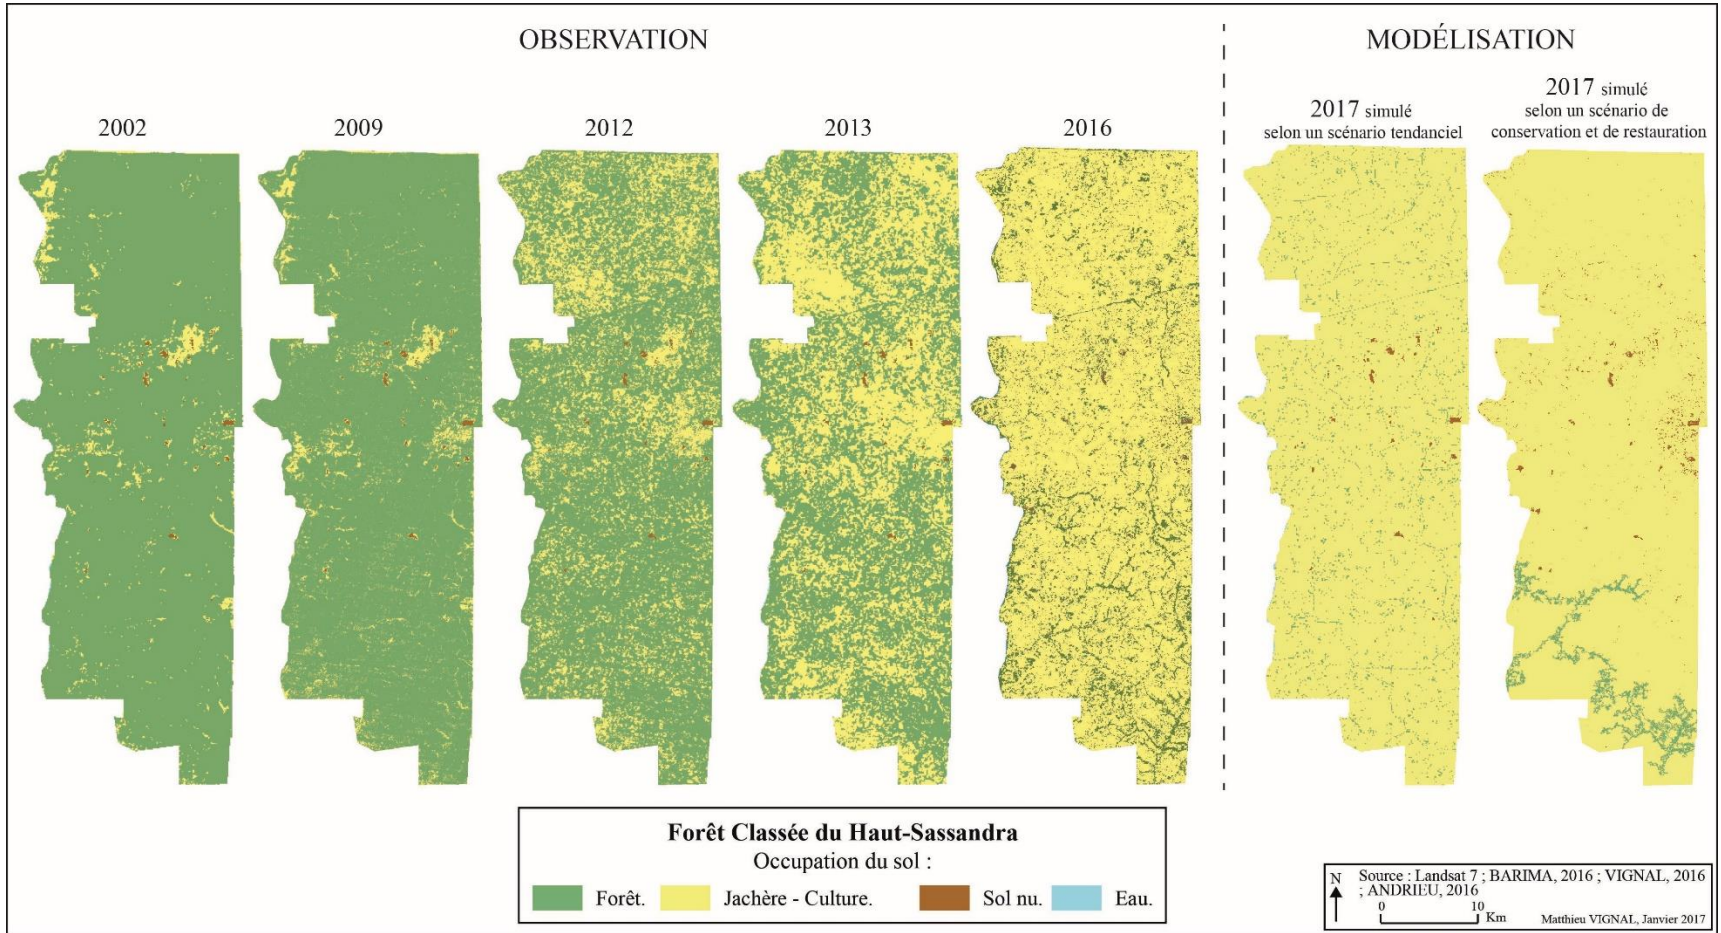 OBSERVATION
MODÉLISATION
2002
2009
2012
2013
2016
2017 simulé
selon un scénario tendanciel
2017 simulé
selon un scénario de
conservation et de restauration
Forêt Classée du Haut-Sassandra
Occupation du sol :
Forêt.
Jachère - Culture.
Sol nu.
Eau.
N
Source : Landsat 7 ; BARIMA, 2016 ; VIGNAL, 2016
; ANDRIEU, 2016
0 10
Km
Matthieu VIGNAL, Janvier 2017